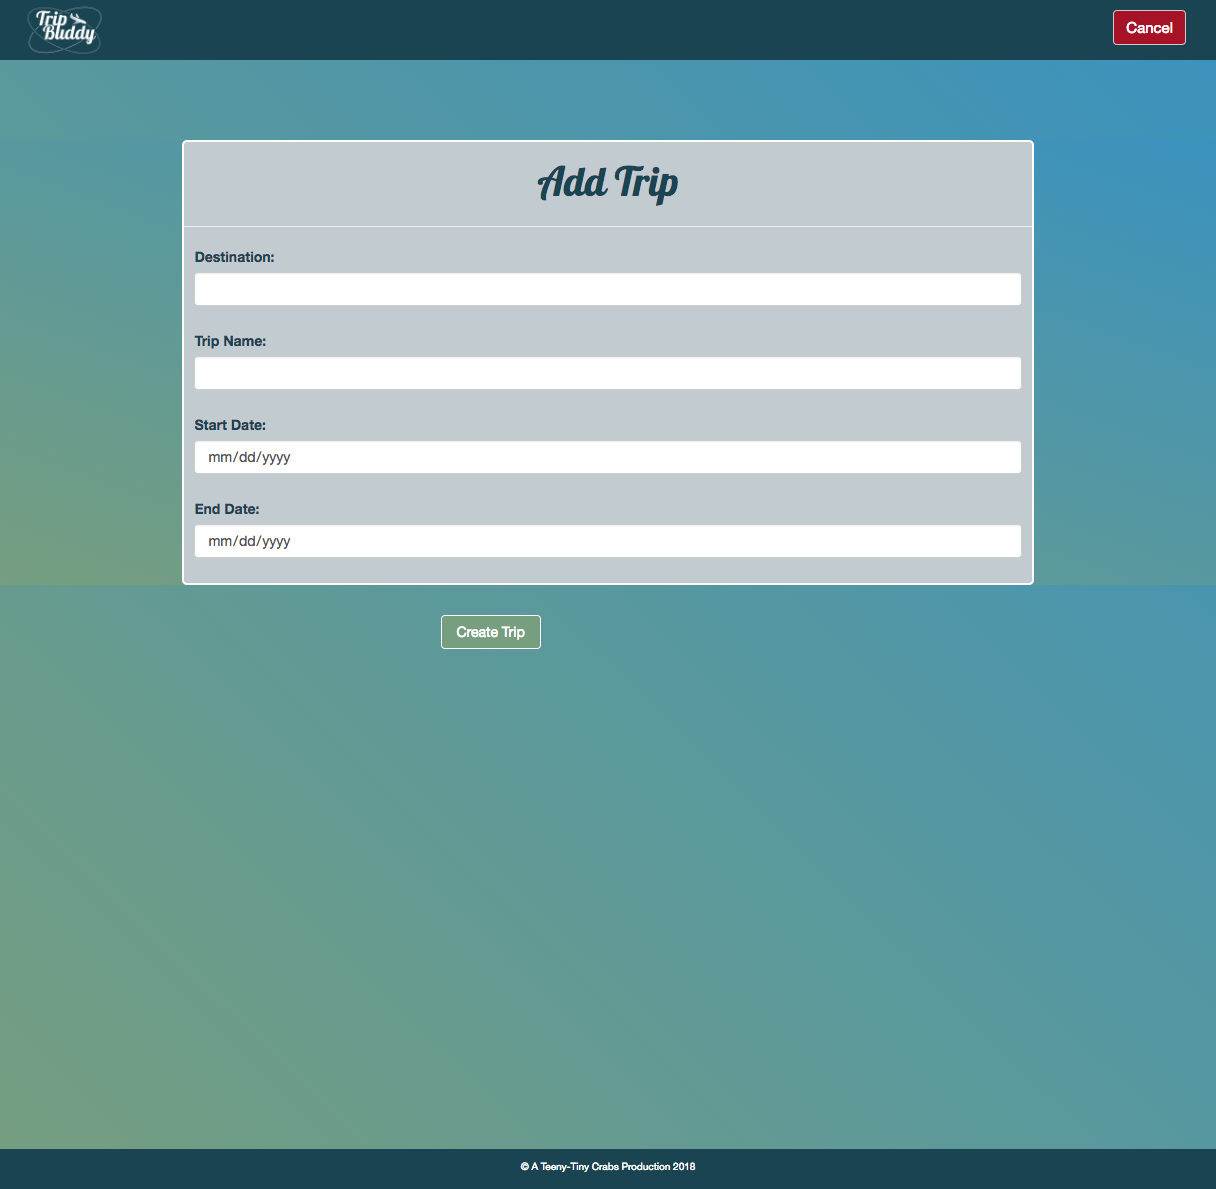 Trip
Buddy
Cancel
Add Trip
Destination:
Trip Name:
Start Date:
mm/dd/yyyy
End Date:
mm/dd/yyyy
Create Trip
© A Teeny-Tiny Crabs Production 2018